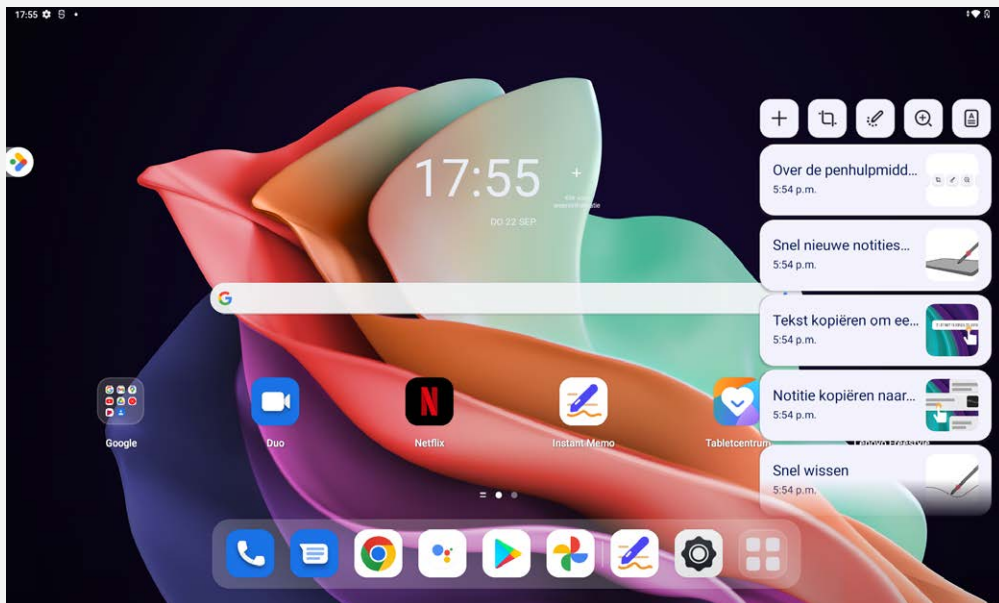 17:55
17:55
DO 22 SEP
Over de penhulpmidd...
5:54 p.m.
Snel nieuwe notities...
5:54 p.m.
Tekst kopiëren om ee...
5:54 p.m.
Notitie kopiëren naar...
5:54 p.m.
Snel wissen
5:54 p.m.
Google
Duo
Netflix
Instant Memo
Tabletcentrum
Lenovo Freestyle